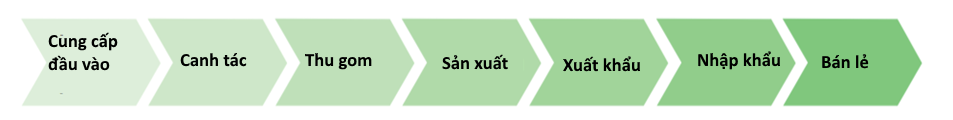 Cung cấp
đầu vào
Canh tác
Thu gom
Sản xuất
Xuất khẩu
Nhập khẩu
Bán lẻ